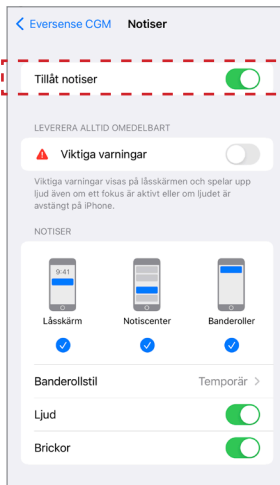 Eversense CGM Notiser
Tillåt notiser
LEVERERA ALLTID OMEDELBART
Viktiga varningar
Viktiga varningar visas på låsskärmen och spelar upp
ljud även om ett fokus är aktivt eller om ljudet är
avstängt på iPhone.
NOTISER
9:41
Låsskärm Notiscenter Banderoller
Banderollstil Temporär
Ljud
Brickor